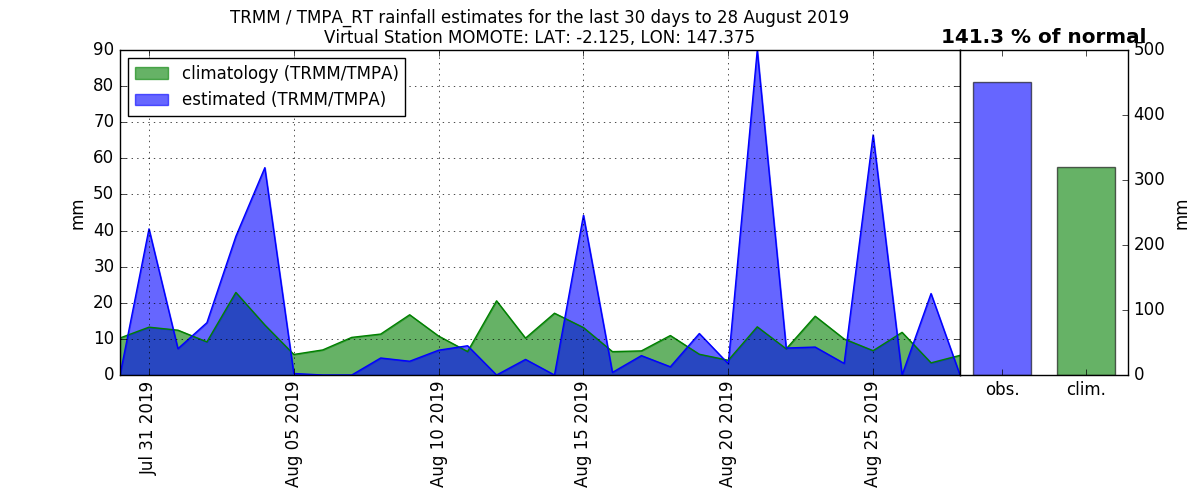 TRMM / TMPA_RT rainfall estimates for the last 30 days to 28 August 2019
Virtual Station MOMOTE: LAT: -2.125, LON: 147.375
141.3 % of normal
climatology (TRMM/TMPA)
estimated (TRMM/TMPA)
mm
90
80
70
60
50
40
30
20
10
0
Jul 31 2019
Aug 05 2019
Aug 10 2019
Aug 15 2019
Aug 20 2019
Aug 25 2019
obs.
clim.
500
400
300
200
100
0
mm